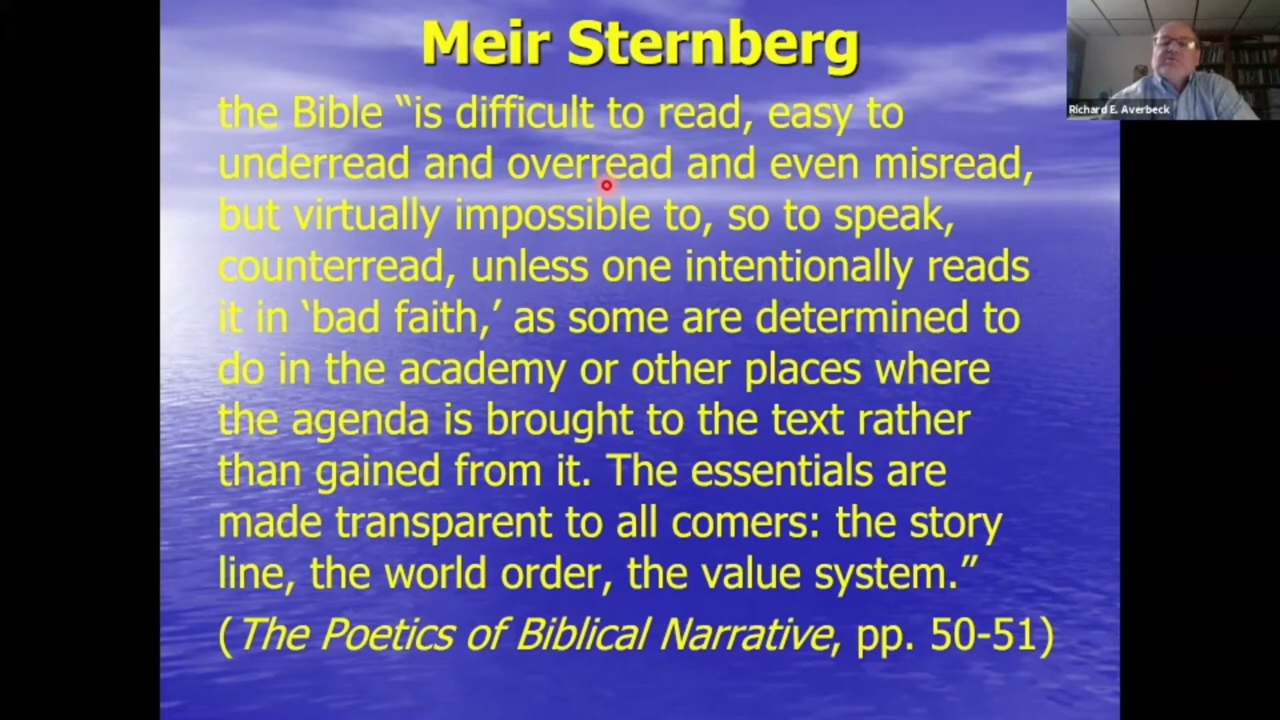 Meir Sternberg
the Bible “is difficult to read, easy to
underread and overread and even misread,
but virtually impossible to, so to speak,
counterread, unless one intentionally reads
it in ‘bad faith,’ as some are determined to
do in the academy or other places where
the agenda is brought to the text rather
than gained from it. The essentials are
made transparent to all comers: the story
line, the world order, the value system.”
(The Poetics of Biblical Narrative, pp. 50-51)
Richard E. Averbeck